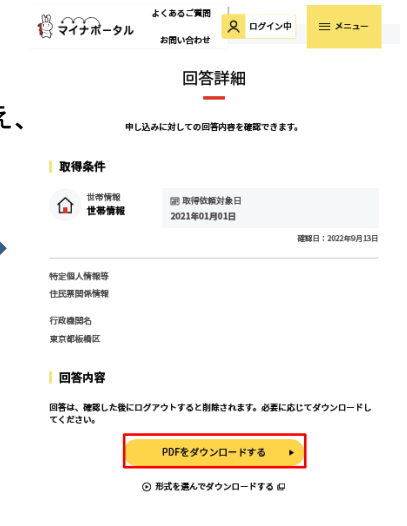 マイナポータル
よくあるご質問
お問い合わせ
ログイン中
メニュー
回答詳細
え、
申し込みに対しての回答内容を確認できます。
取得条件
世帯情報
世帯情報
取得依頼対象日
2021年01月01日
確認日：2022年9月13日
特定個人情報等
住民票関係情報
行政機関名
東京都板橋区
回答内容
回答は、確認した後にログアウトすると削除されます。必要に応じてダウンロードし
てください。
PDFをダウンロードする
形式を選んでダウンロードする